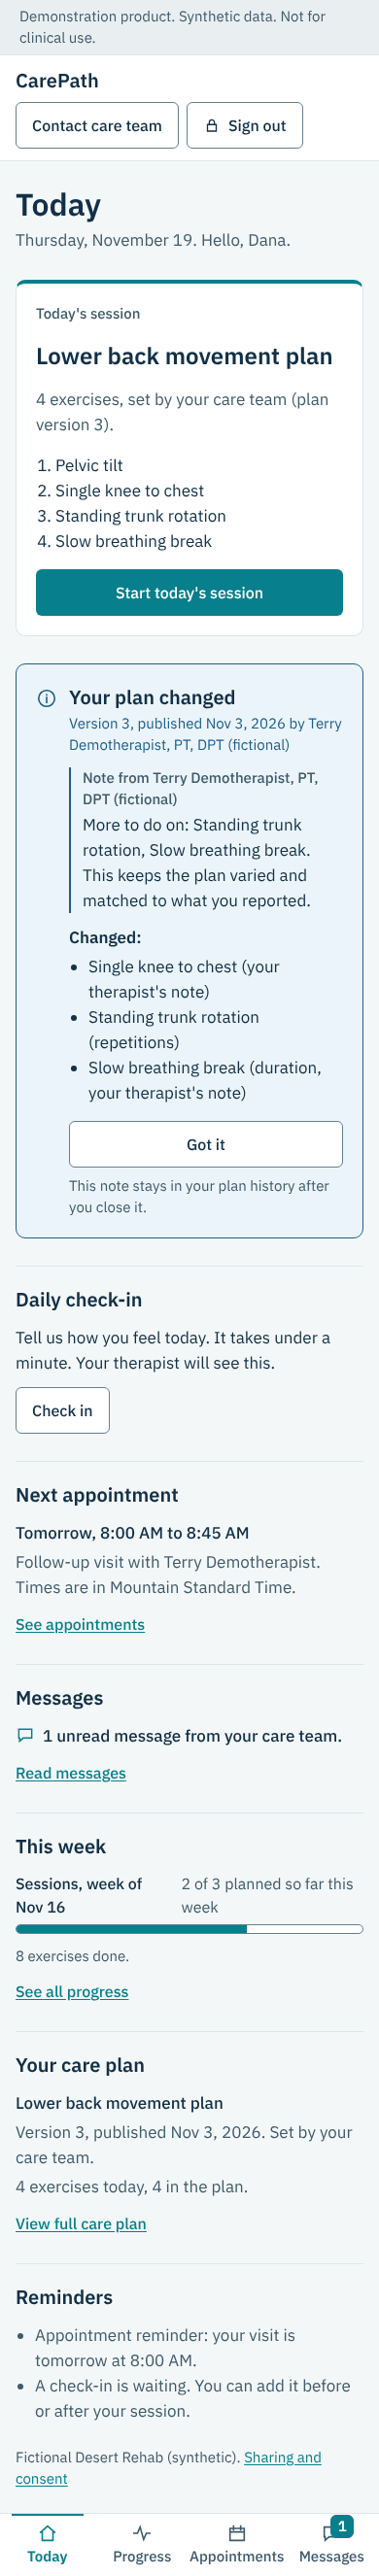 Demonstration product. Synthetic data. Not for
clinical use.
CarePath
Contact care team
Sign out
Today
Thursday, November 19. Hello, Dana.
Today's session
Lower back movement plan
4 exercises, set by your care team (plan
version 3).
1. Pelvic tilt
2. Single knee to chest
3. Standing trunk rotation
4. Slow breathing break
Start today's session
Your plan changed
Version 3, published Nov 3, 2026 by Terry
Demotherapist, PT, DPT (fictional)
Note from Terry Demotherapist, PT,
DPT (fictional)
More to do on: Standing trunk
rotation, Slow breathing break.
This keeps the plan varied and
matched to what you reported.
Changed:
• Single knee to chest (your
therapist's note)
• Standing trunk rotation
(repetitions)
• Slow breathing break (duration,
your therapist's note)
Got it
This note stays in your plan history after
you close it.
Daily check-in
Tell us how you feel today. It takes under a
minute. Your therapist will see this.
Check in
Next appointment
Tomorrow, 8:00 AM to 8:45 AM
Follow-up visit with Terry Demotherapist.
Times are in Mountain Standard Time.
See appointments
Messages
1 unread message from your care team.
Read messages
This week
Sessions, week of
Nov 16
2 of 3 planned so far this
week
8 exercises done.
See all progress
Your care plan
Lower back movement plan
Version 3, published Nov 3, 2026. Set by your
care team.
4 exercises today, 4 in the plan.
View full care plan
Reminders
• Appointment reminder: your visit is
tomorrow at 8:00 AM.
• A check-in is waiting. You can add it before
or after your session.
Fictional Desert Rehab (synthetic). Sharing and
consent
1
Today
Progress
Appointments
Messages